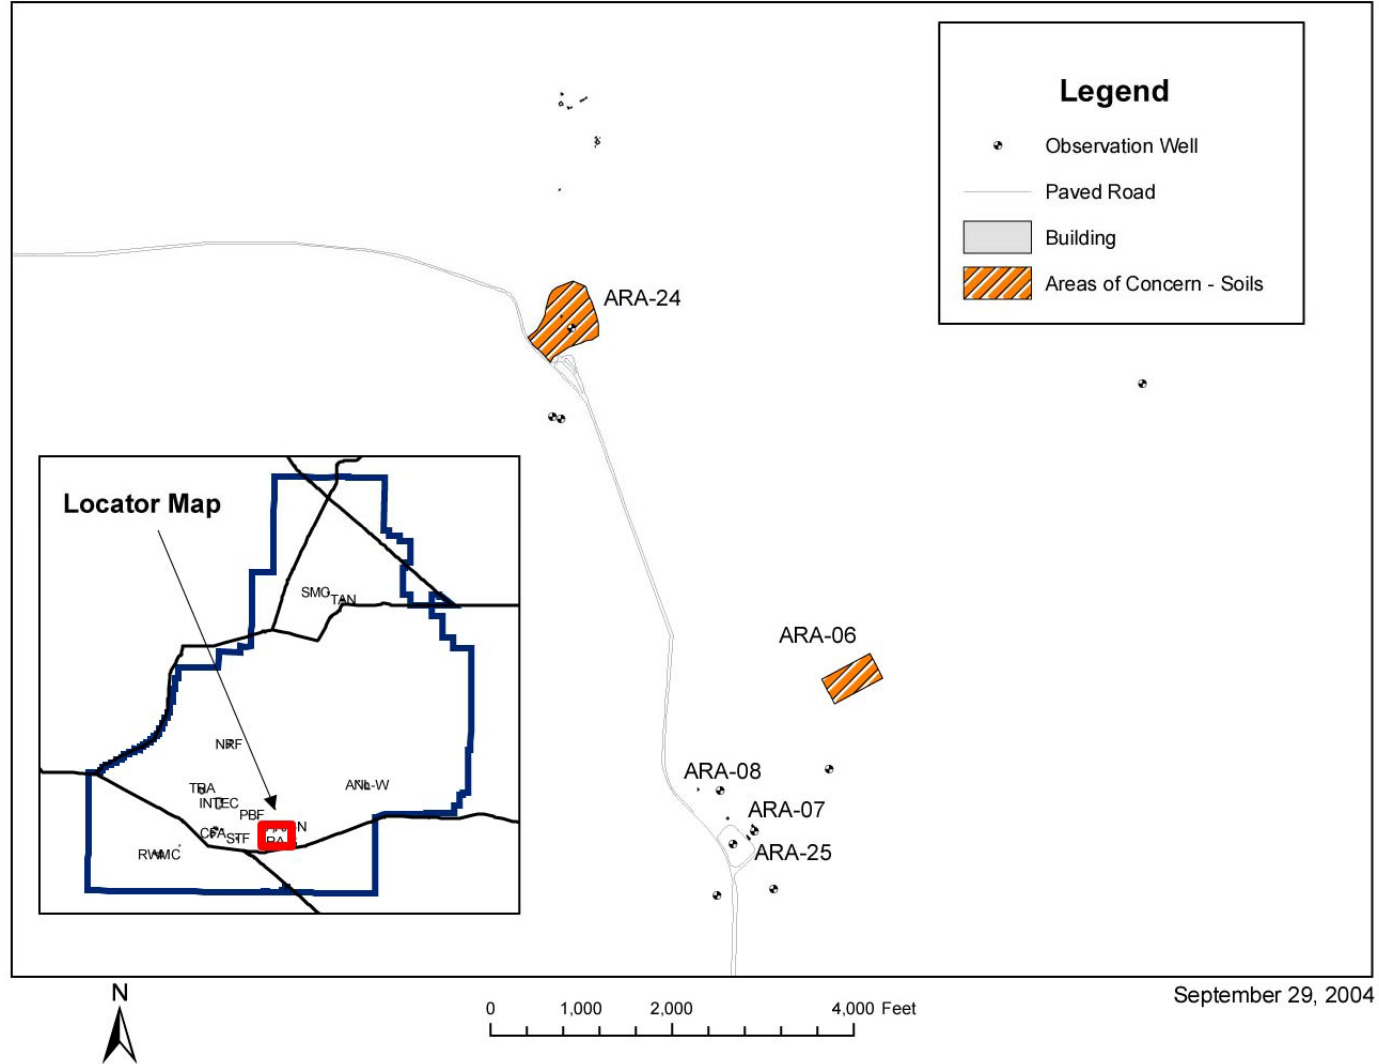 Legend
Observation Well
Paved Road
Building
Areas of Concern - Soils
ARA-24
Locator Map
SMC
TAN
NRF
TRA
INTEC
ANL-W
PBF
CFA
STF
RWMC
ARA-06
ARA-08
ARA-07
ARA-25
September 29, 2004
N
0 1,000 2,000 4,000 Feet